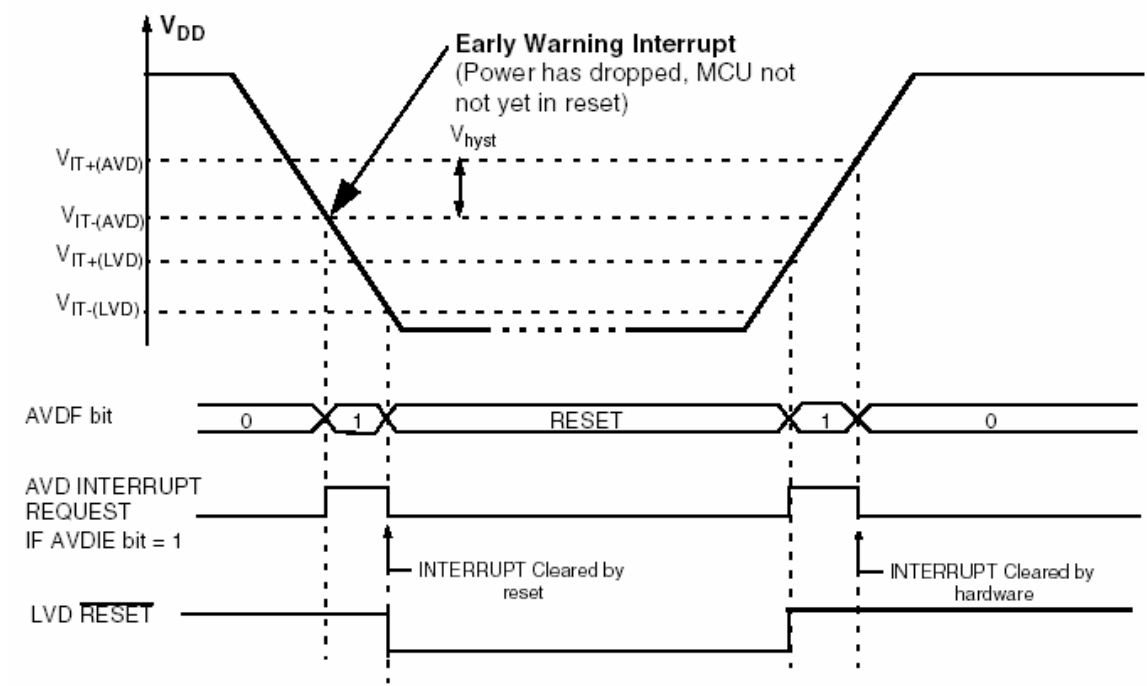 VDD
Early Warning Interrupt
(Power has dropped, MCU not
not yet in reset)
Vhyst
VIT+(AVD)
VIT-(AVD)
VIT+(LVD)
VIT-(LVD)
AVDF bit
0
1
RESET
1
0
AVD INTERRUPT
REQUEST
IF AVDIE bit = 1
INTERRUPT Cleared by
reset
INTERRUPT Cleared by
hardware
LVD RESET